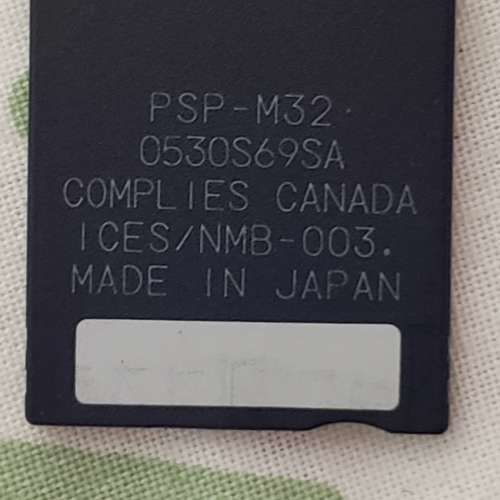 PSP-M32
0530S69SA
COMPLIES CANADA
ICES/NMB-003.
MADE IN JAPAN